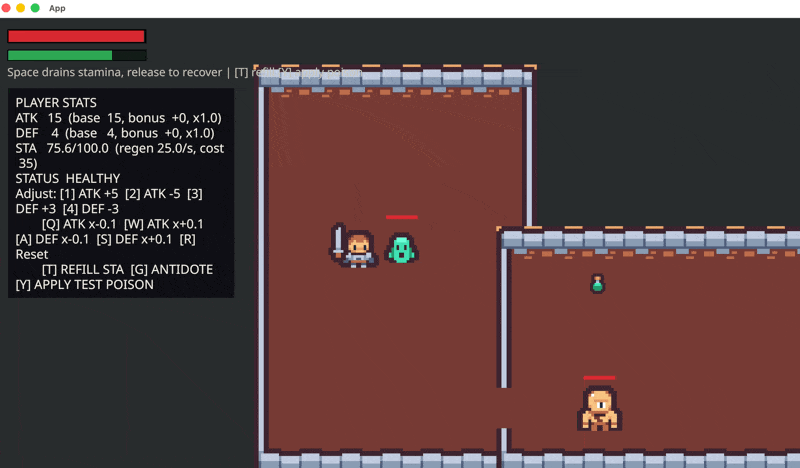 App
Space drains stamina, release to recover | [T] refill [Y] apply poison
PLAYER STATS
ATK 15 (base 15, bonus +0, x1.0)
DEF 4 (base 4, bonus +0, x1.0)
STA 75.6/100.0 (regen 25.0/s, cost
35)
STATUS HEALTHY
Adjust: [1] ATK +5 [2] ATK -5 [3]
DEF +3 [4] DEF -3
[Q] ATK x-0.1 [W] ATK x+0.1
[A] DEF x-0.1 [S] DEF x+0.1 [R]
Reset
[T] REFILL STA [G] ANTIDOTE
[Y] APPLY TEST POISON